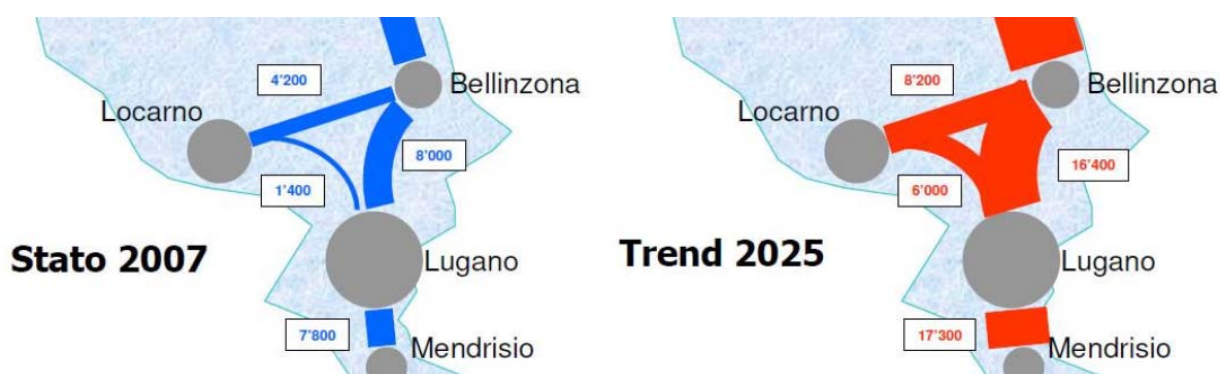 4'200
Bellinzona
Locarno
8'000
1'400
Stato 2007
Lugano
7'800
Mendrisio
8'200
Bellinzona
Locarno
16'400
6'000
Trend 2025
Lugano
17'300
Mendrisio